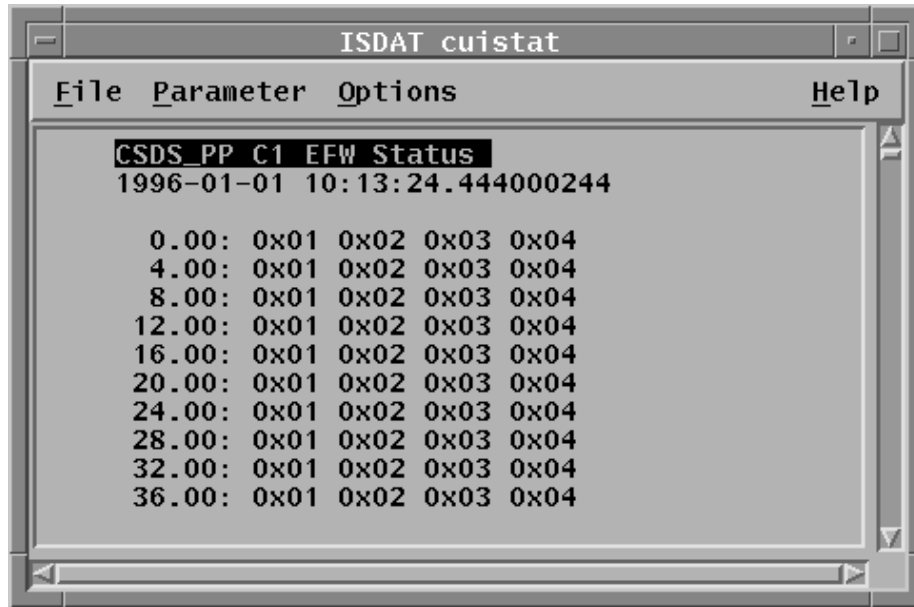 ISDAT cuistat
File Parameter Options Help
CSDS_PP C1 EFW Status
1996-01-01 10:13:24.444000244
0.00: 0x01 0x02 0x03 0x04
4.00: 0x01 0x02 0x03 0x04
8.00: 0x01 0x02 0x03 0x04
12.00: 0x01 0x02 0x03 0x04
16.00: 0x01 0x02 0x03 0x04
20.00: 0x01 0x02 0x03 0x04
24.00: 0x01 0x02 0x03 0x04
28.00: 0x01 0x02 0x03 0x04
32.00: 0x01 0x02 0x03 0x04
36.00: 0x01 0x02 0x03 0x04